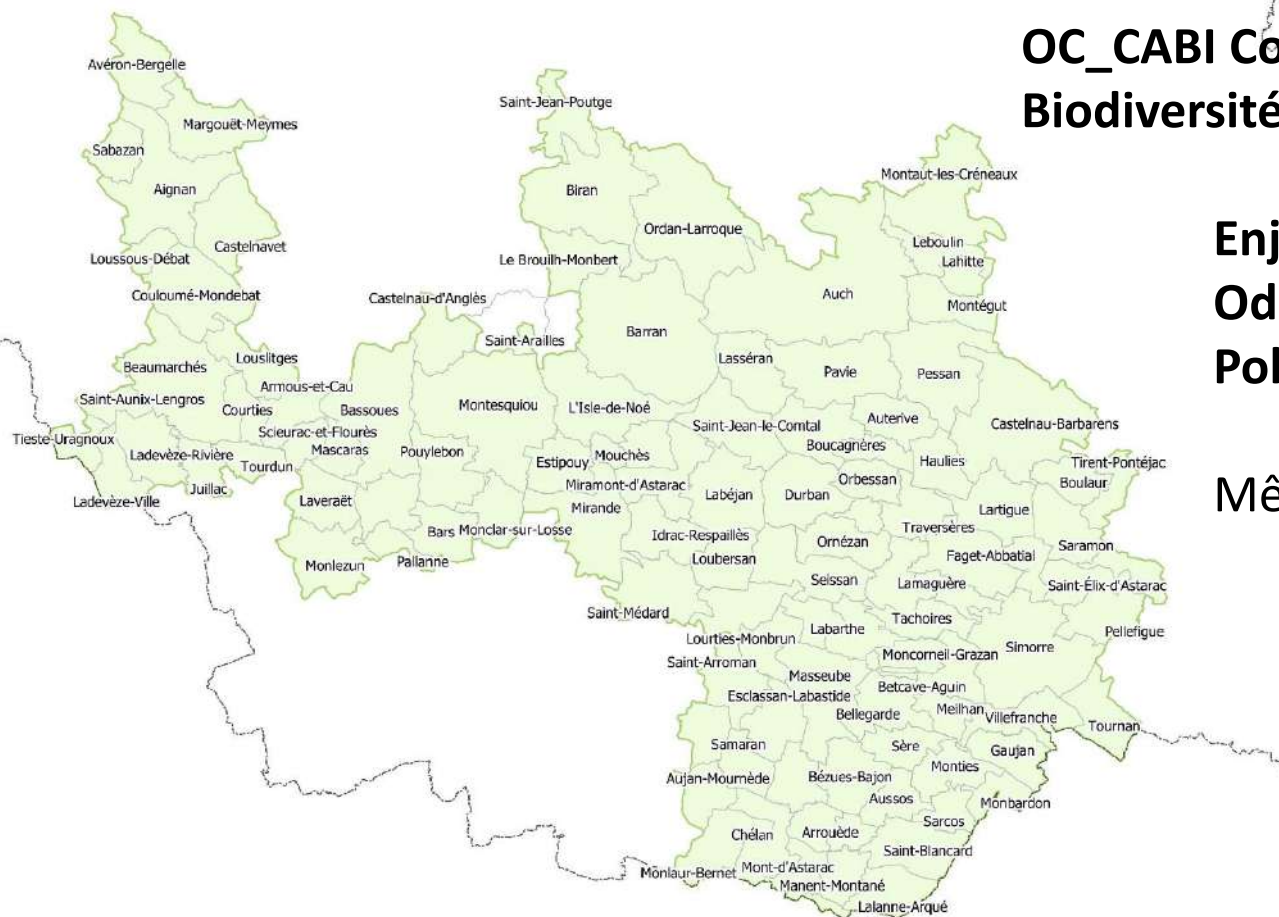 OC_CABI Co
Biodiversité
Enj
Od
Pol
Mê
Avéron-Bergelle
Margouët-Meymes
Sabazan
Aignan
Castelnavet
Loussous-Débat
Couloumé-Mondebat
Saint-Jean-Poutge
Biran
Ordan-Larroque
Le Brouilh-Monbert
Montaut-les-Créneaux
Leboulin
Lahitte
Montégut
Auch
Castelnau-d'Anglès
Saint-Arailles
Barran
Lasséran
Pavie
Pessan
Beaumarchés
Louslitges
Armous-et-Cau
Saint-Aunix-Lengros
Courties
Bassoues
Montesquiou
L'Isle-de-Noé
Saint-Jean-le-Comtal
Auterive
Castelnau-Barbarens
Tieste-Uragnoux
Scieurac-et-Flourès
Ladevèze-Rivière
Mascaras
Pouylebon
Tourdun
Estipouy
Mouchès
Boucagnères
Haulies
Tirent-Pontéjac
Boulaur
Ladevèze-Ville
Juillac
Laveraët
Miramont-d'Astarac
Mirande
Labéjan
Durban
Orbessan
Lartigue
Bars
Monclar-sur-Losse
Idrac-Respaillès
Loubersan
Ornézan
Traversères
Faget-Abbatial
Saramon
Monlezun
Pallanne
Seissan
Lamaguère
Saint-Élix-d'Astarac
Saint-Médard
Tachoires
Labarthe
Lourties-Monbrun
Pellefigue
Simorre
Moncorneil-Grazan
Saint-Arroman
Masseube
Esclassan-Labastide
Betcave-Aguin
Bellegarde
Meilhan
Villefranche
Tournan
Samaran
Sère
Gaujan
Aujan-Mournède
Bézues-Bajon
Monties
Aussos
Monbardon
Sarcos
Chélan
Arrouède
Saint-Blancard
Monlaur-Bernet
Mont-d'Astarac
Manent-Montané
Lalanne-Arqué